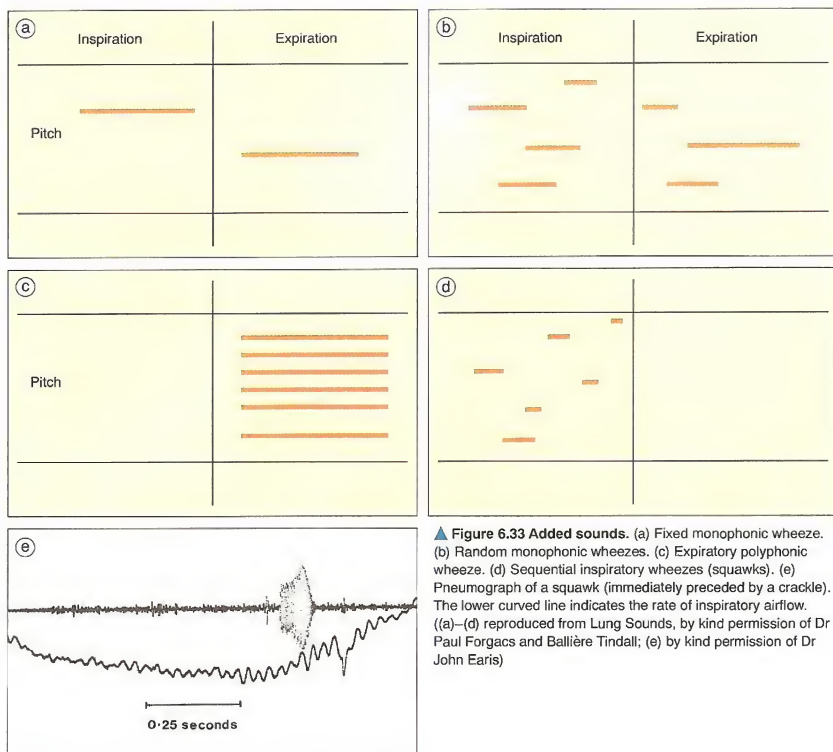 a
Inspiration
Expiration
Pitch
b
Inspiration
Expiration
c
Pitch
d
e
0·25 seconds
Figure 6.33 Added sounds. (a) Fixed monophonic wheeze.
(b) Random monophonic wheezes. (c) Expiratory polyphonic
wheeze. (d) Sequential inspiratory wheezes (squawks). (e)
Pneumograph of a squawk (immediately preceded by a crackle).
The lower curved line indicates the rate of inspiratory airflow.
((a)–(d) reproduced from Lung Sounds, by kind permission of Dr
Paul Forgacs and Ballière Tindall; (e) by kind permission of Dr
John Earis)